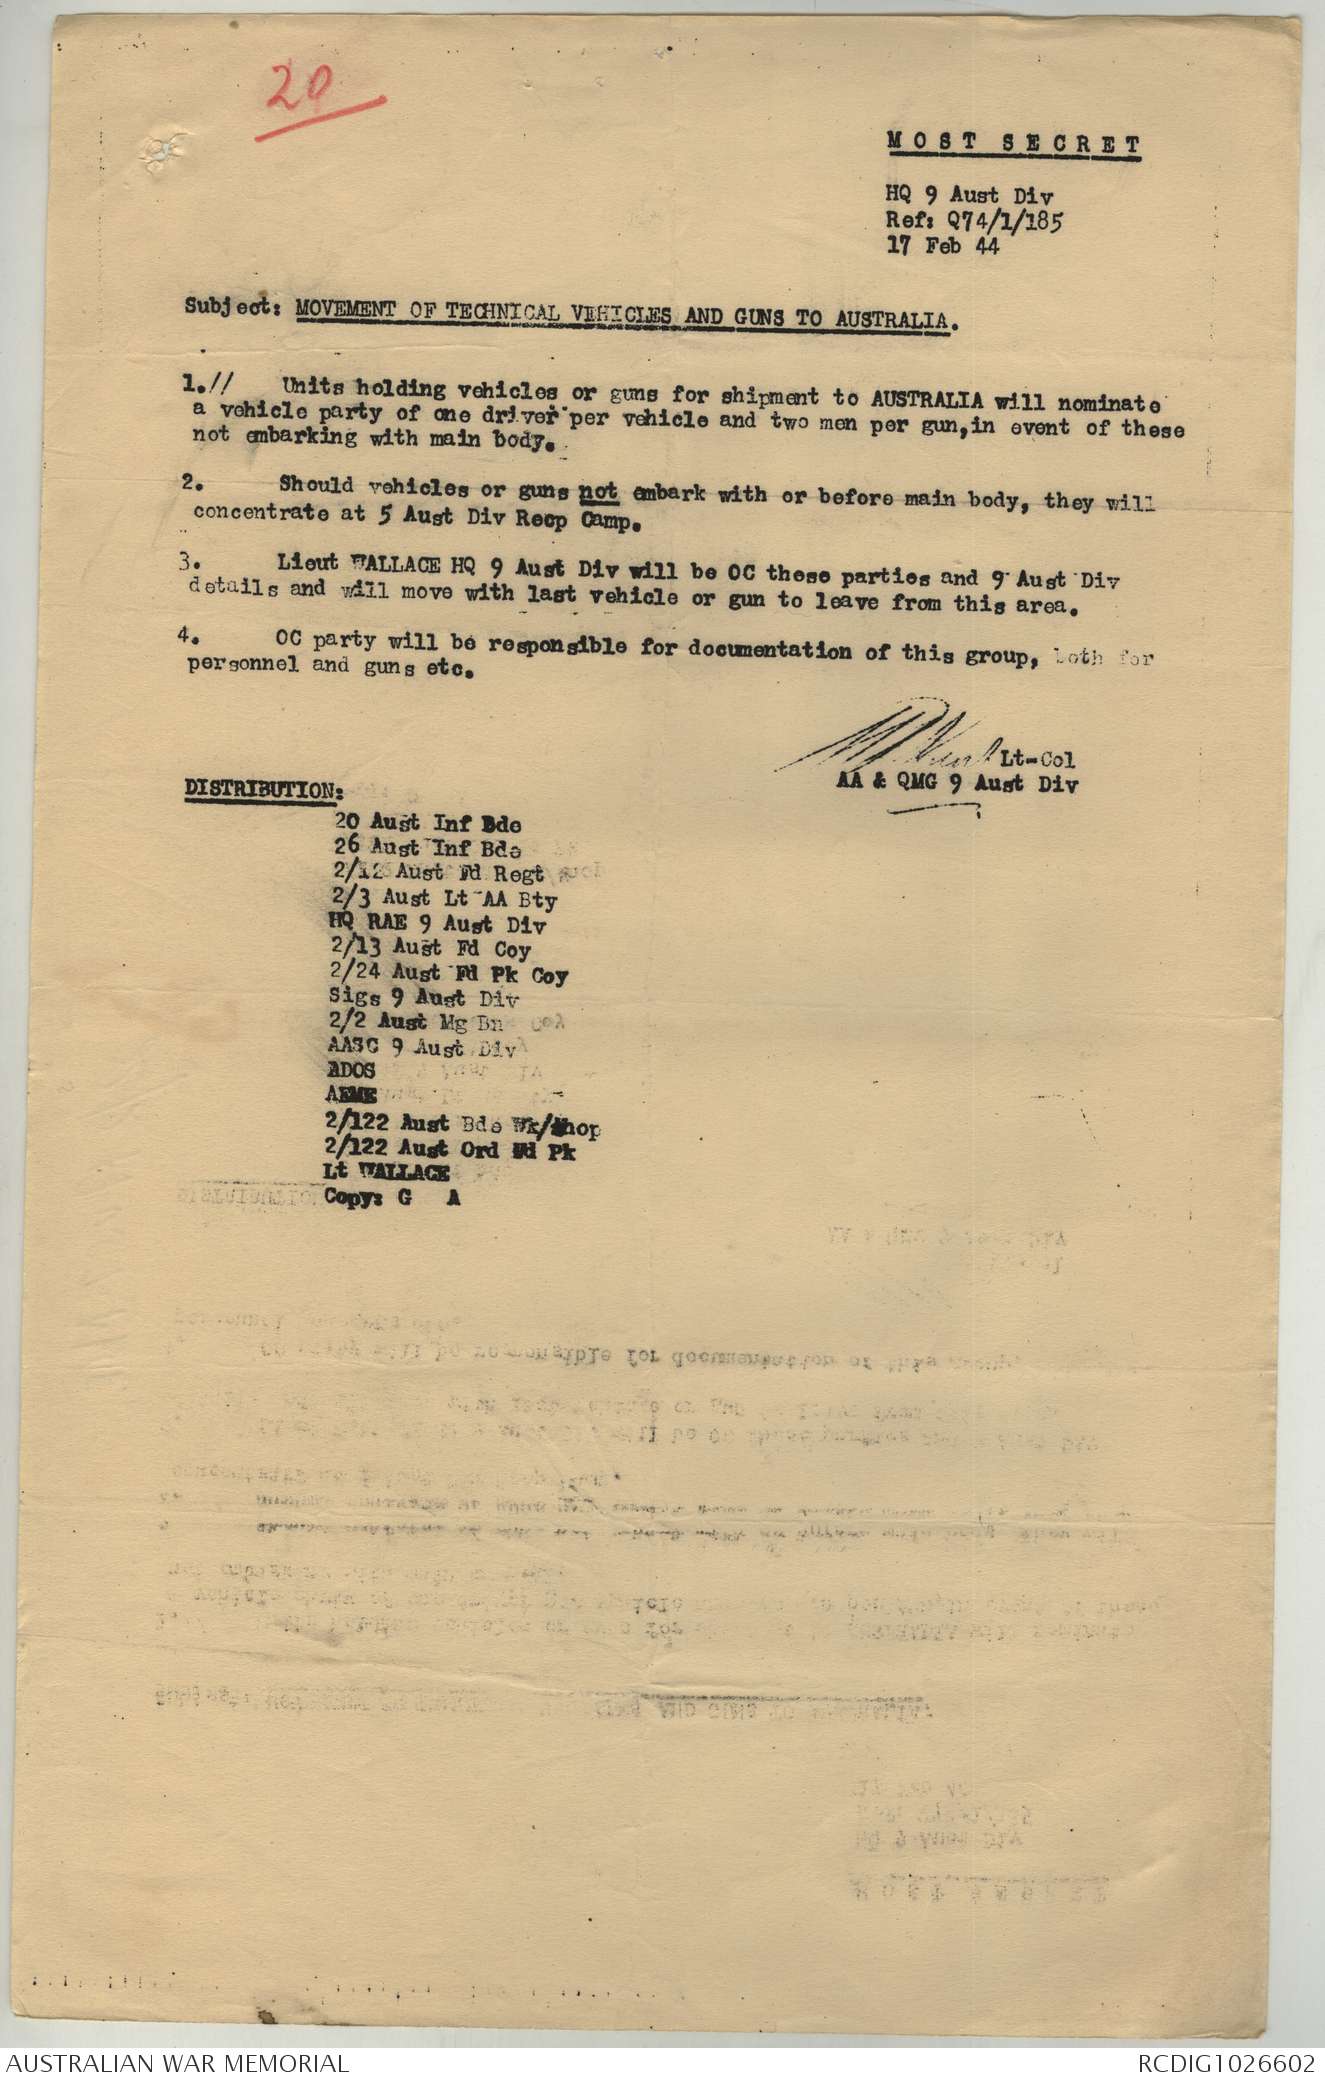 20
MOST SECRET
HQ 9 Aust Div
Ref: Q74/1/185
17 Feb 44
Subject: MOVEMENT OF TECHNICAL VEHICLES AND GUNS TO AUSTRALIA.
1.// Units holding vehicles or guns for shipment to AUSTRALIA will nominate
a vehicle party of one driver per vehicle and two men per gun, in event of these
not embarking with main body.
2. Should vehicles or guns not embark with or before main body, they will
concentrate at 5 Aust Div Recp Camp.
3. Lieut WALLACE HQ 9 Aust Div will be OC these parties and 9 Aust Div
details and will move with last vehicle or gun to leave from this area.
4. OC party will be responsible for documentation of this group, both for
personnel and guns etc.
Lt-Col
AA & QMG 9 Aust Div
DISTRIBUTION:
20 Aust Inf Bde
26 Aust Inf Bde
2/12 Aust Fd Regt
2/3 Aust Lt AA Bty
HQ RAE 9 Aust Div
2/13 Aust Fd Coy
2/24 Aust Fd Pk Coy
Sigs 9 Aust Div
2/2 Aust Mg Bn
AASC 9 Aust Div
ADOS
AEME
2/122 Aust Bde Wk/Shop
2/122 Aust Ord Fd Pk
Lt WALLACE
Copy: G A
AUSTRALIAN WAR MEMORIAL
RCDIG1026602